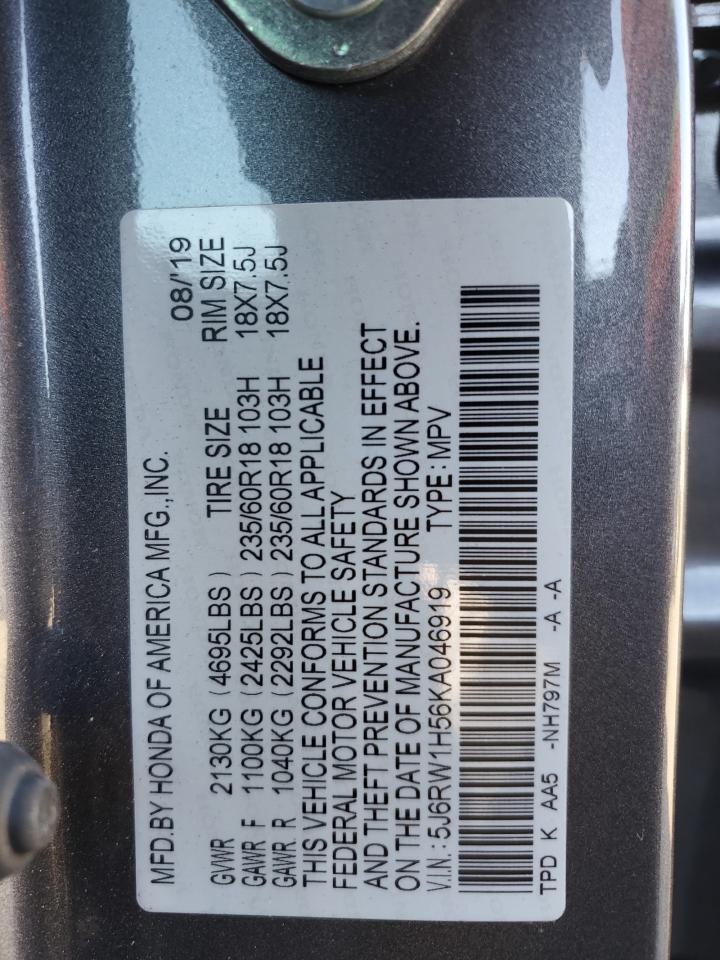 MFD.BY HONDA OF AMERICA MFG.,INC. 08/'19
GVWR 2130KG (4695LBS) TIRE SIZE RIM SIZE
GAWR F 1100KG (2425LBS) 235/60R18 103H 18X7.5J
GAWR. R 1040KG (2292LBS) 235/60R18 103H 18X7.5J
THIS VEHICLE CONFORMS TO ALL APPLICABLE
FEDERAL MOTOR VEHICLE SAFETY
AND THEFT PREVENTION STANDARDS IN EFFECT
ON THE DATE OF MANUFACTURE SHOWN ABOVE.
V.I.N.: 5J6RW1H56KA046919 TYPE: MPV
TPD K AA5 -NH797M -A -A